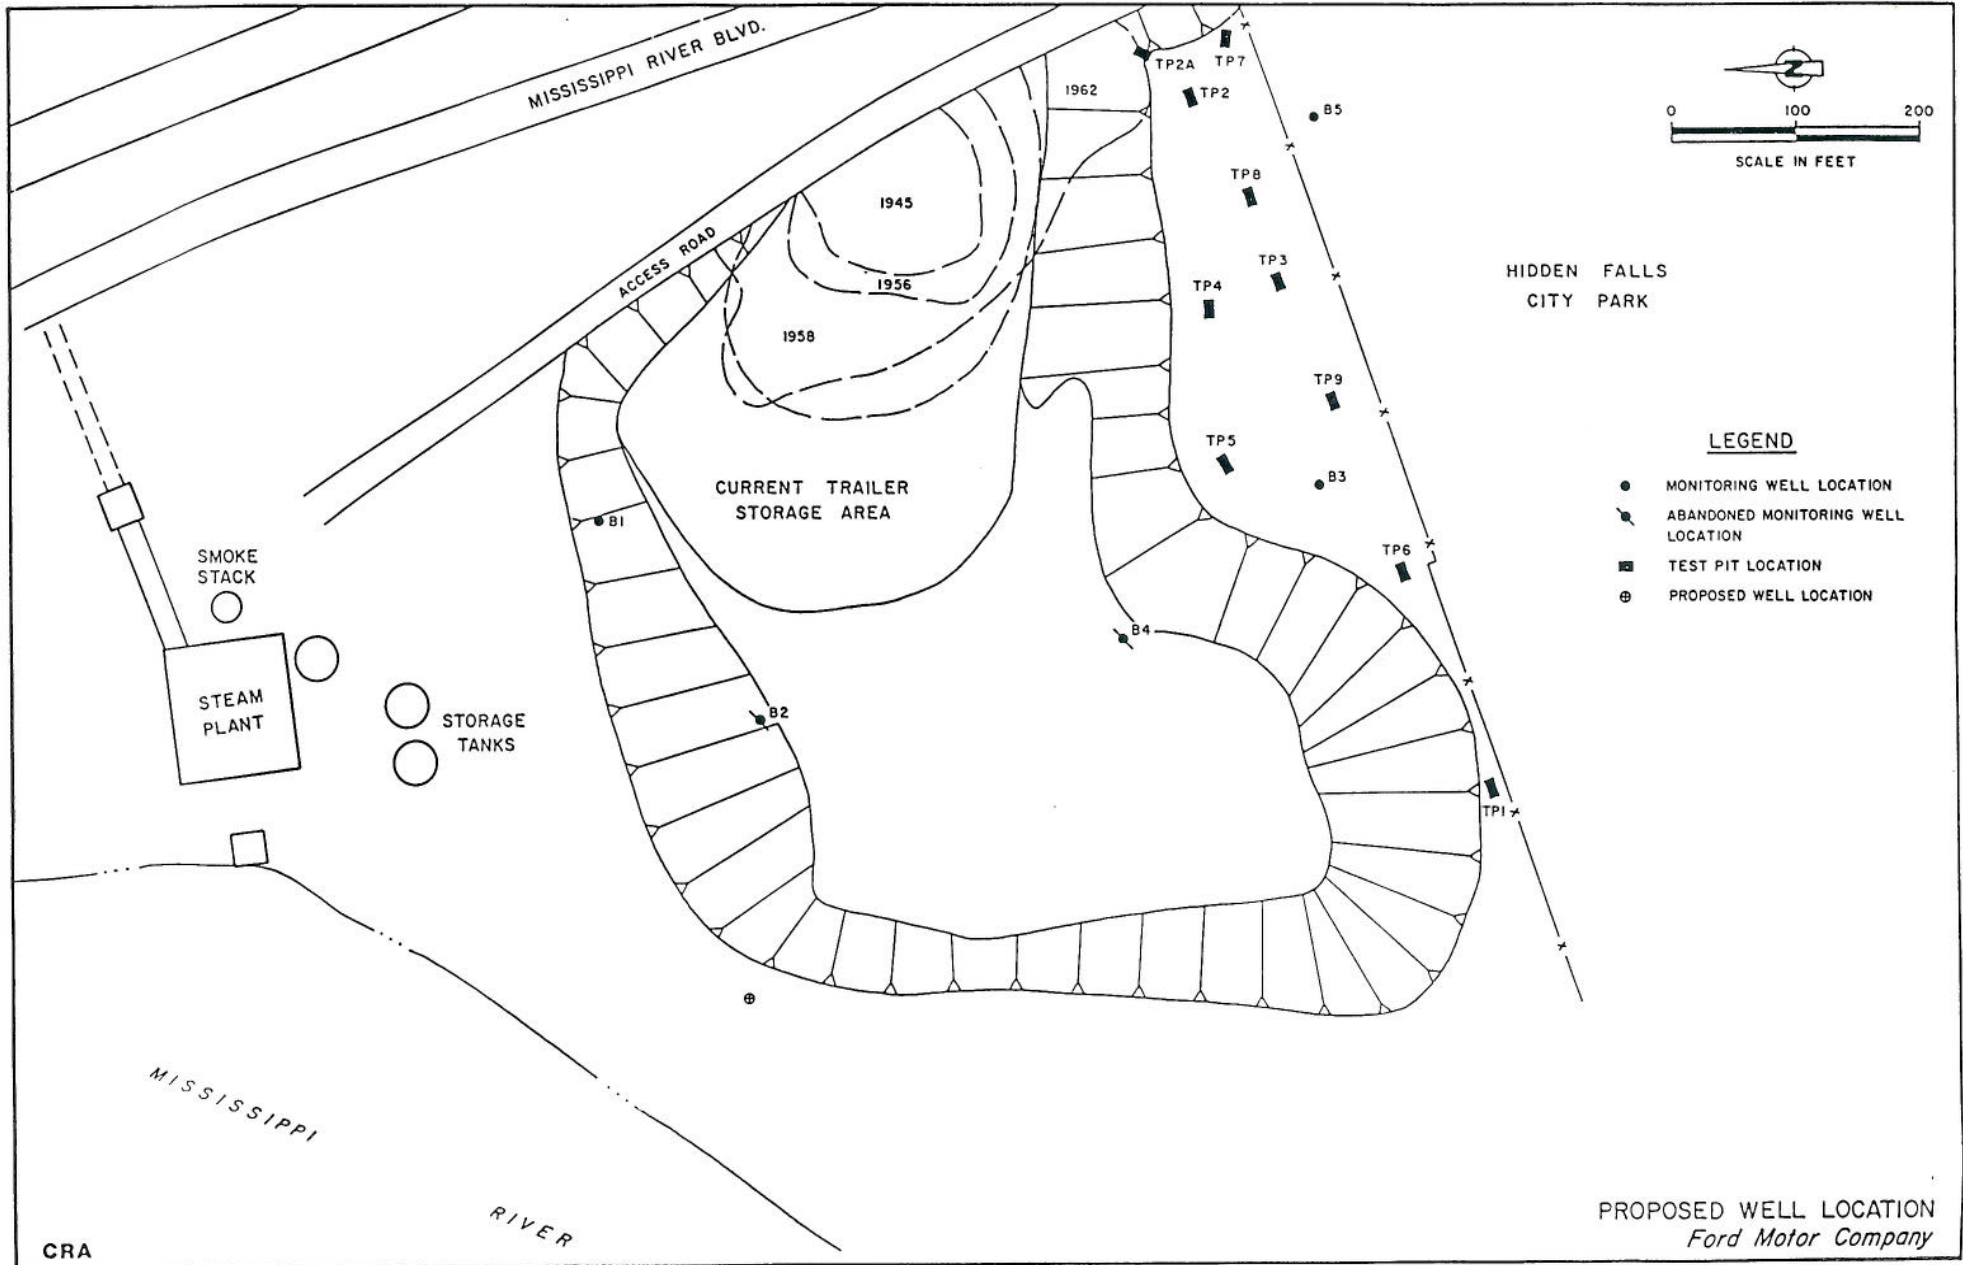 MISSISSIPPI RIVER BLVD.
TP2A
TP7
TP2
1962
B5
N
0 100 200
SCALE IN FEET
TP8
1945
ACCESS ROAD
TP3
1956
TP4
HIDDEN FALLS
CITY PARK
1958
TP9
TP5
B3
LEGEND
MONITORING WELL LOCATION
ABANDONED MONITORING WELL
LOCATION
TEST PIT LOCATION
PROPOSED WELL LOCATION
CURRENT TRAILER
STORAGE AREA
B1
TP6
SMOKE
STACK
B4
STEAM
PLANT
B2
STORAGE
TANKS
TP1
MISSISSIPPI
RIVER
PROPOSED WELL LOCATION
Ford Motor Company
CRA